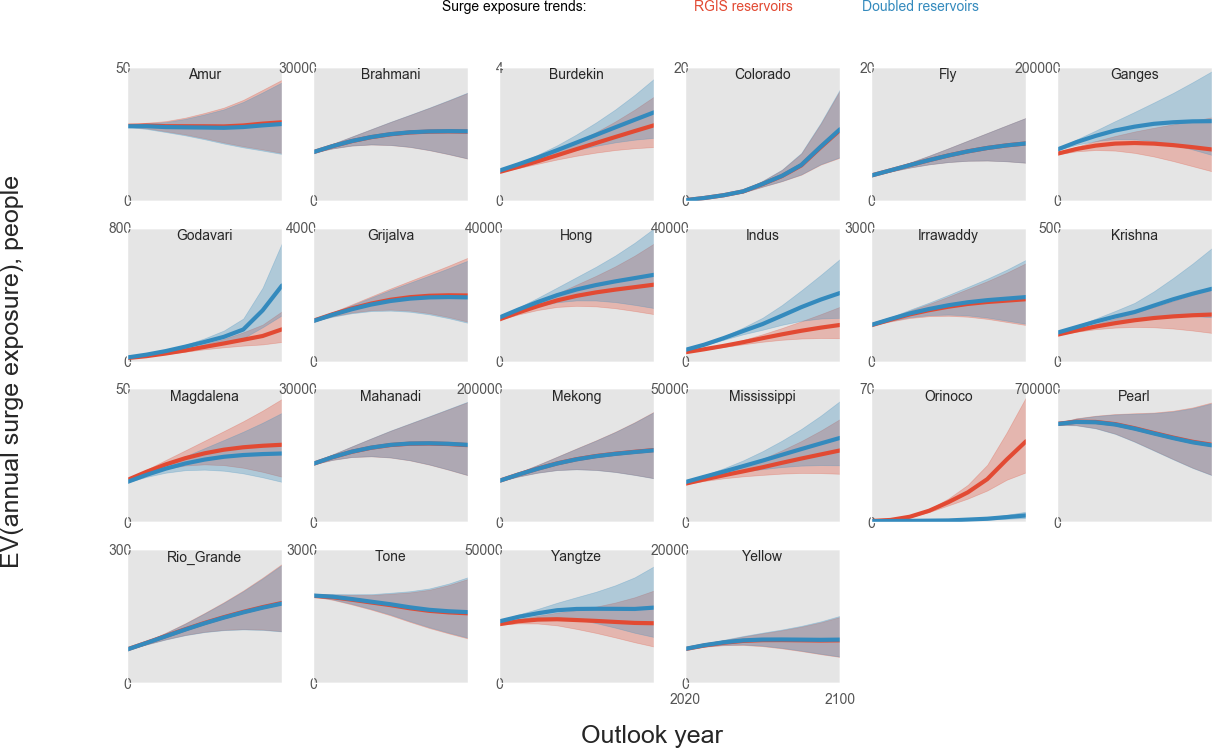 Surge exposure trends: RGIS reservoirs Doubled reservoirs
EV(annual surge exposure), people
50 Amur 30000 Brahmani 4 Burdekin 20 Colorado 20 Fly 200000 Ganges
0 0 0 0 0 0
800 Godavari 4000 Grijalva 40000 Hong 40000 Indus 3000 Irrawaddy 500 Krishna
0 0 0 0 0 0
50 Magdalena 30000 Mahanadi 200000 Mekong 50000 Mississippi 70 Orinoco 700000 Pearl
0 0 0 0 0 0
300 Rio_Grande 3000 Tone 50000 Yangtze 20000 Yellow
0 0 0 0
2020 2100
Outlook year